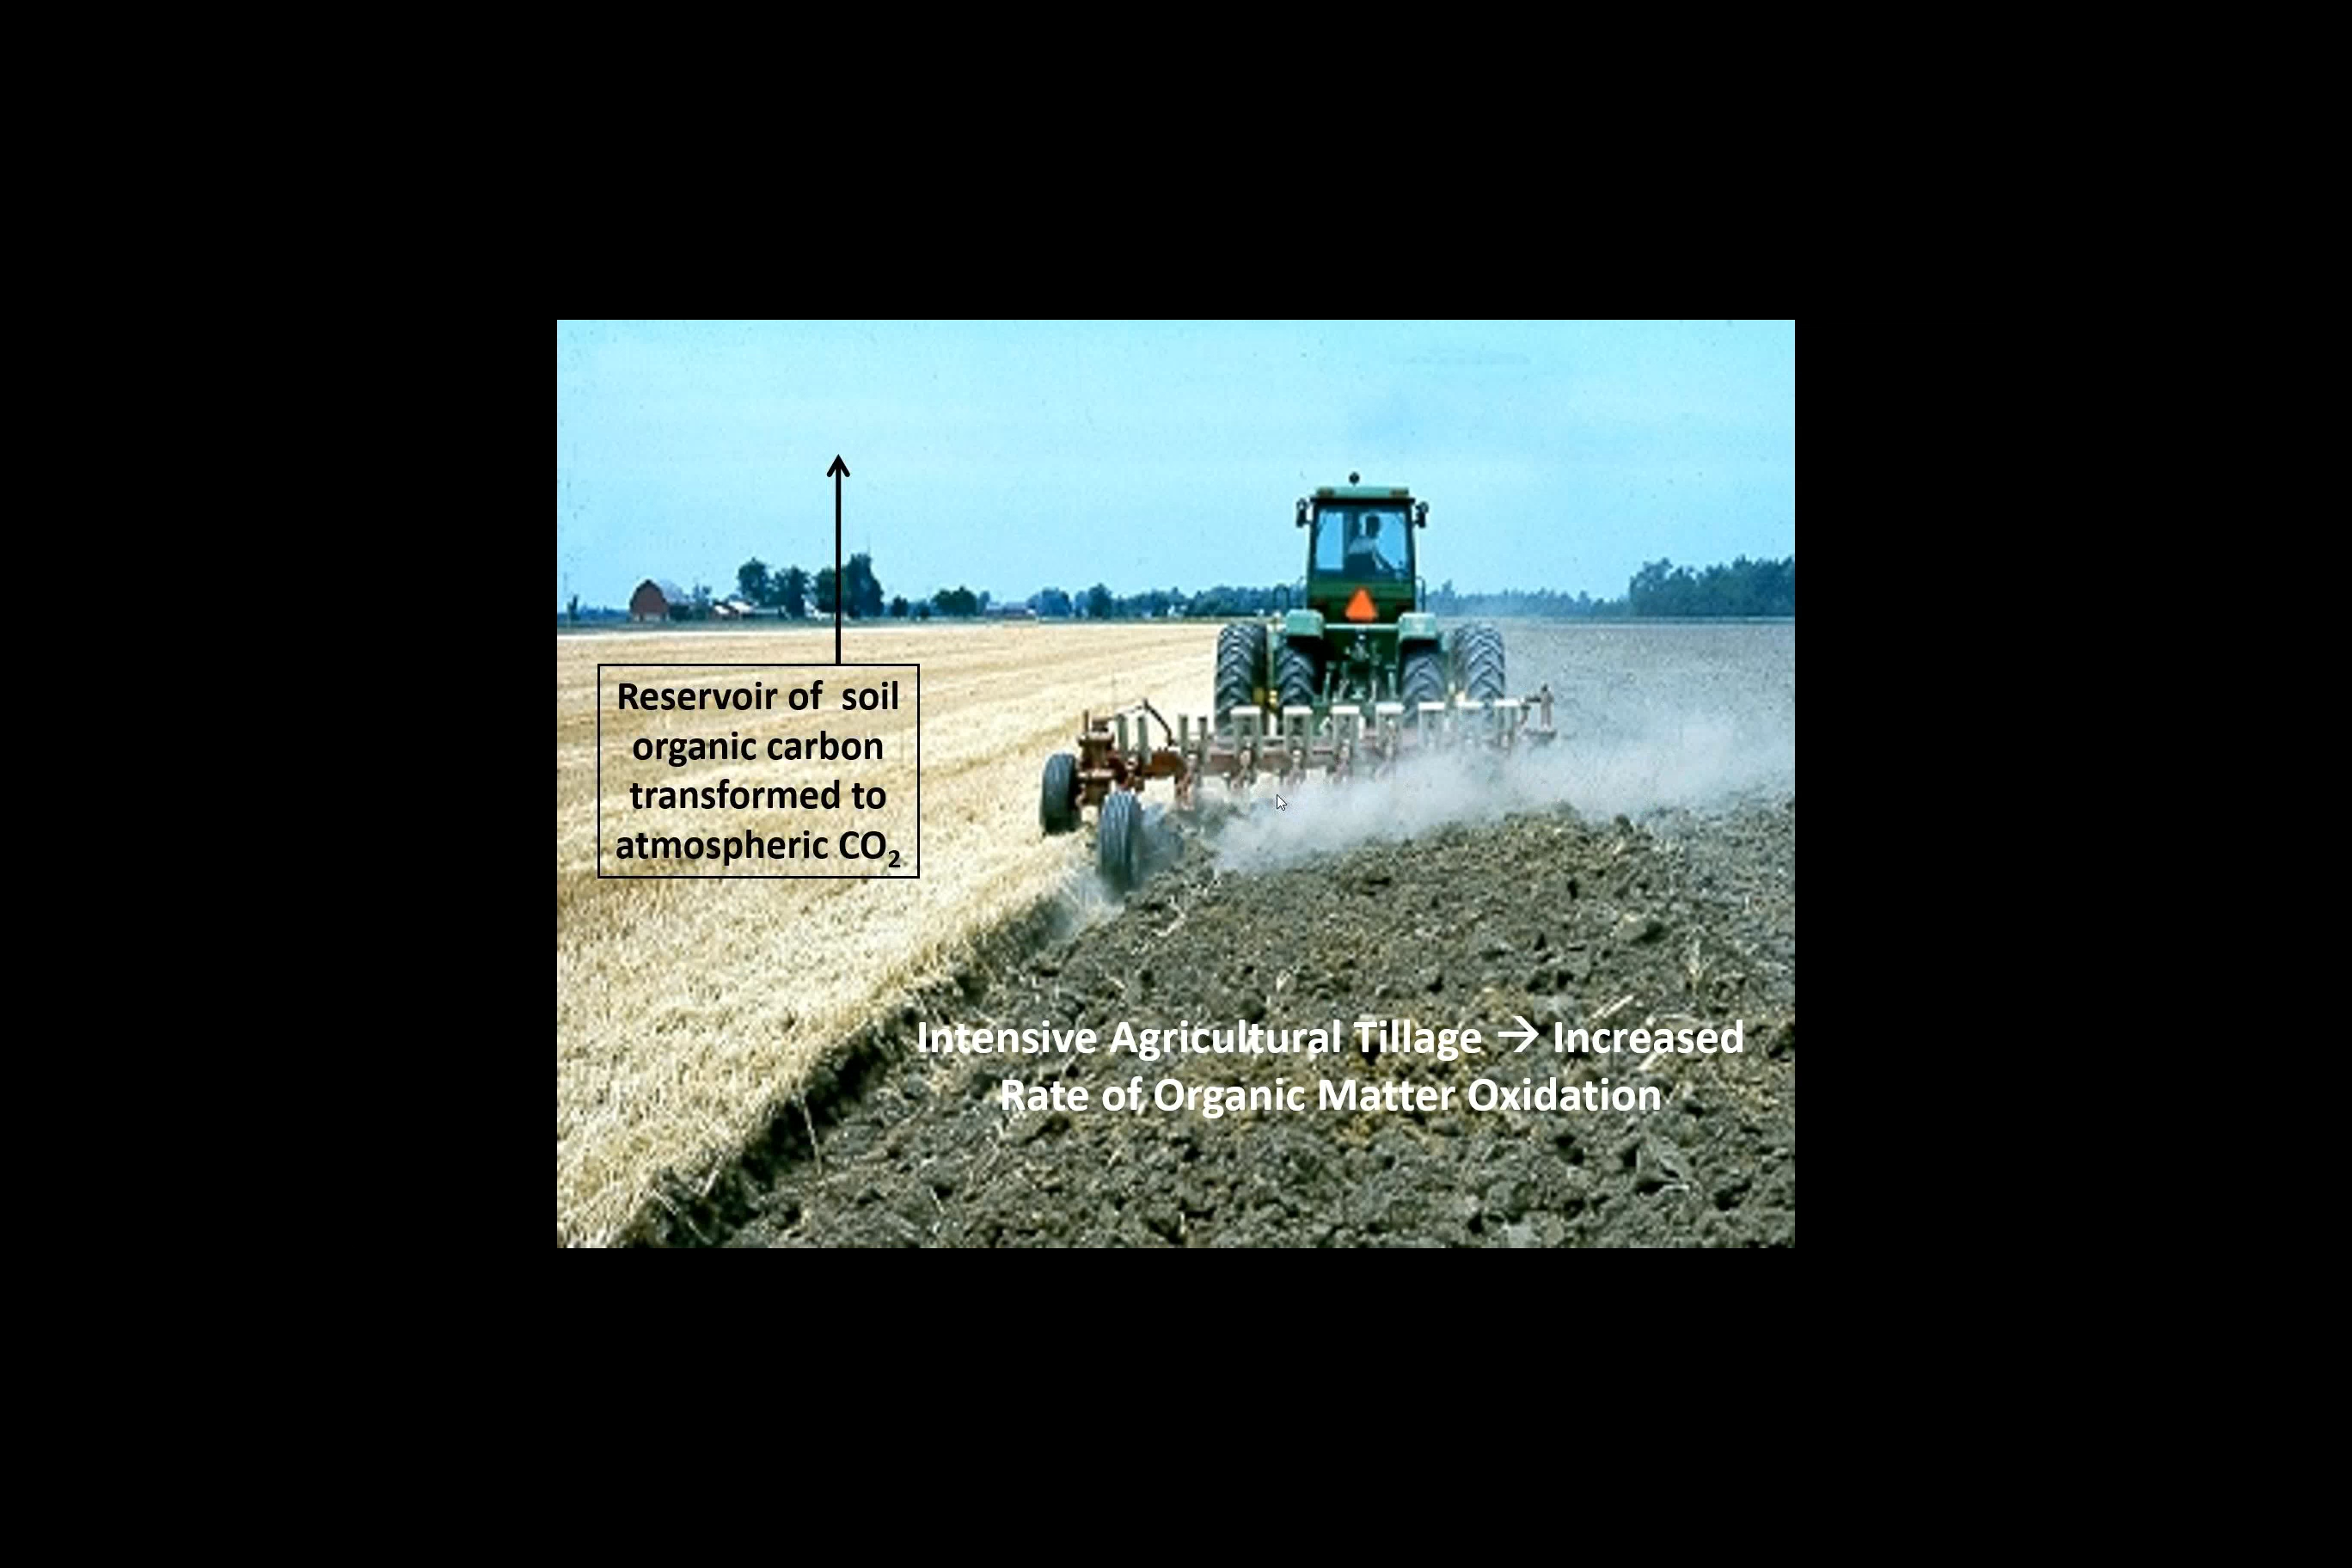 Reservoir of  soil
organic carbon
transformed to
atmospheric CO₂
Intensive Agricultural Tillage → Increased
Rate of Organic Matter Oxidation